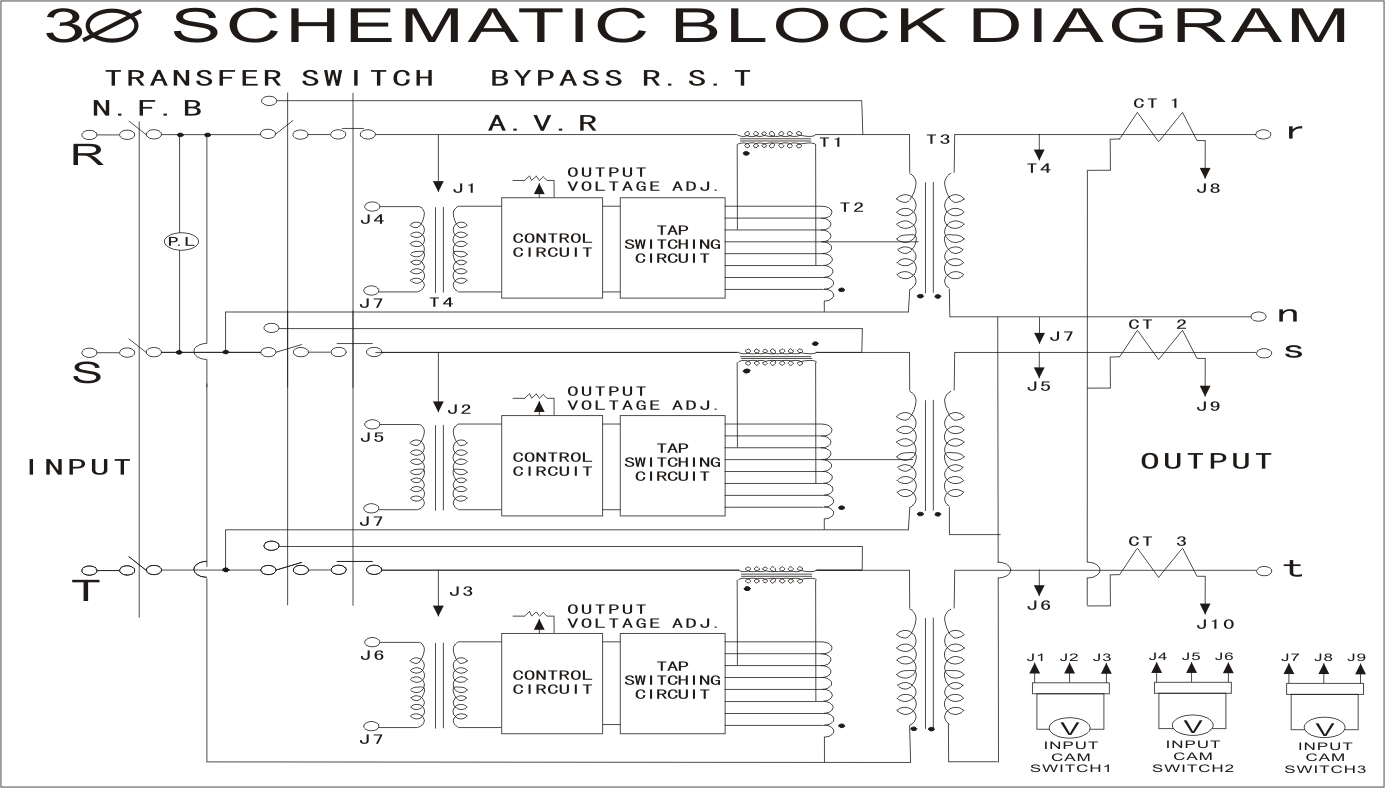 3Ø SCHEMATIC BLOCK DIAGRAM
TRANSFER SWITCH BYPASS R. S. T
N. F. B
A. V. R
CT 1
R
r
T1
T3
T4
J8
J1
OUTPUT
VOLTAGE ADJ.
J4
T2
P.L
CONTROL
CIRCUIT
TAP
SWITCHING
CIRCUIT
J7
T4
n
J7
CT 2
S
s
J5
J9
J2
OUTPUT
VOLTAGE ADJ.
J5
CONTROL
CIRCUIT
TAP
SWITCHING
CIRCUIT
INPUT
OUTPUT
J7
CT 3
T
t
J6
J10
J3
OUTPUT
VOLTAGE ADJ.
J6
CONTROL
CIRCUIT
TAP
SWITCHING
CIRCUIT
J7
J1 J2 J3
V
INPUT
CAM
SWITCH1
J4 J5 J6
V
INPUT
CAM
SWITCH2
J7 J8 J9
V
INPUT
CAM
SWITCH3